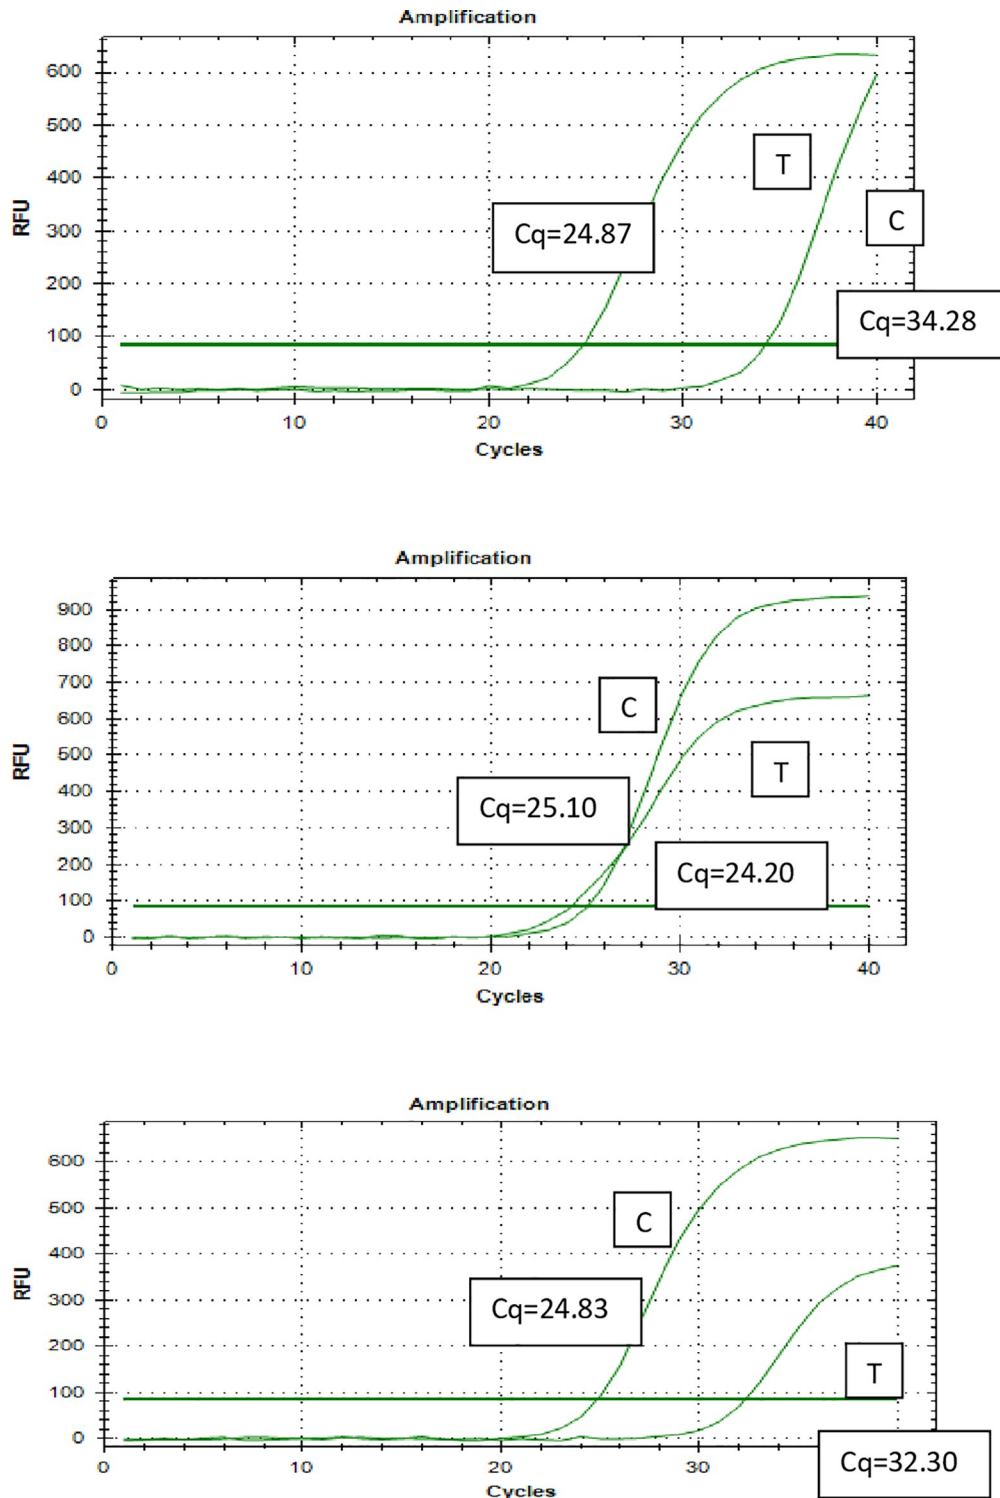 Amplification
600
500
T
400
C
RFU
300
Cq=24.87
200
Cq=34.28
100
0
0 10 20 30 40
Cycles
Amplification
900
800
700
C
600
RFU
500
T
400
Cq=25.10
300
200
Cq=24.20
100
0
0 10 20 30 40
Cycles
Amplification
600
500
C
400
RFU
300
Cq=24.83
200
T
100
0
Cq=32.30
0 10 20 30
Cycles